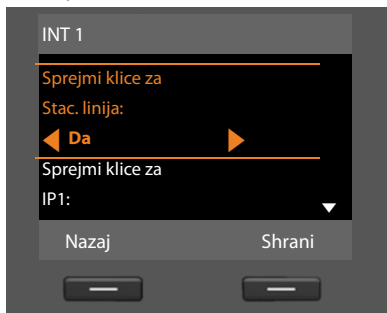 INT 1
Sprejmi klice za
Stac. linija:
Da
Sprejmi klice za
IP1:
Nazaj Shrani